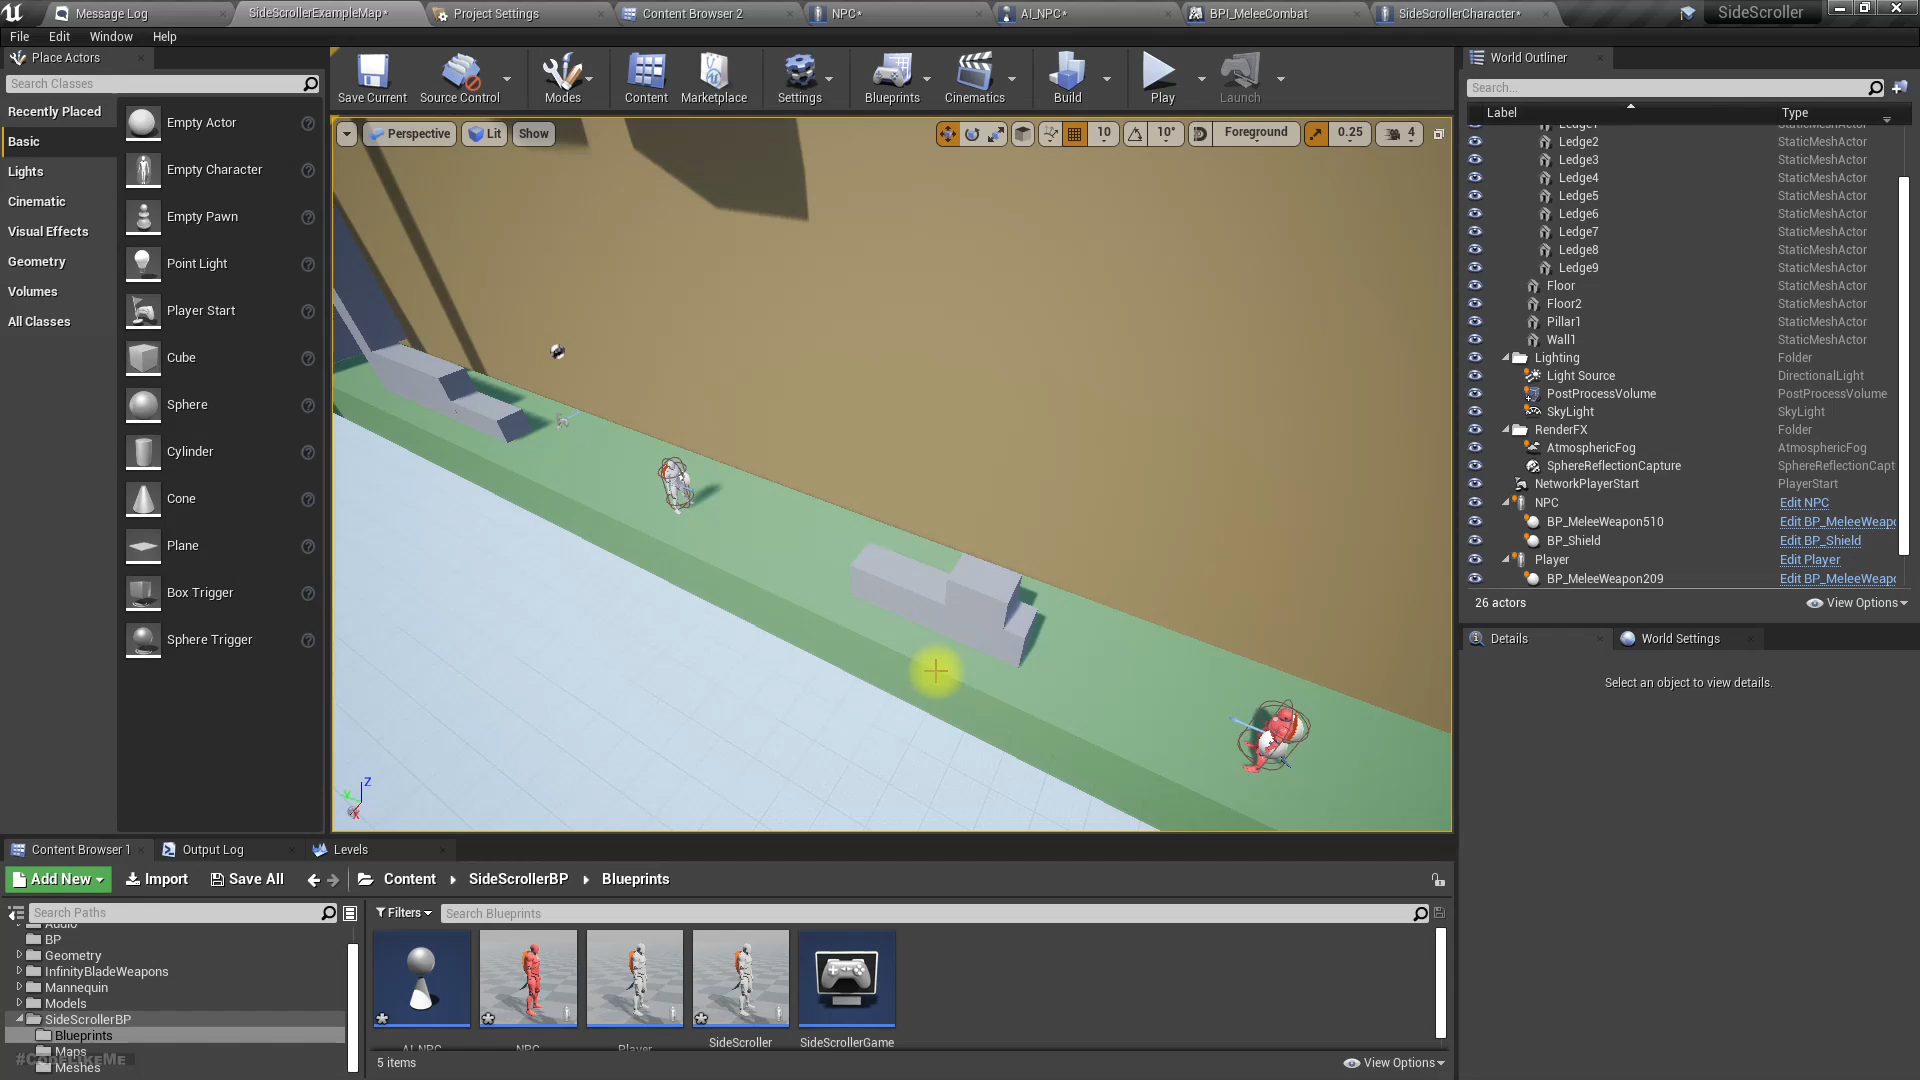 Message Log
SideScrollerExampleMap*
Project Settings
Content Browser 2
NPC*
AI_NPC*
BPI_MeleeCombat
SideScrollerCharacter*
SideScroller
File
Edit
Window
Help
Place Actors
Search Classes
Recently Placed
Basic
Lights
Cinematic
Visual Effects
Geometry
Volumes
All Classes
Empty Actor
Empty Character
Empty Pawn
Point Light
Player Start
Cube
Sphere
Cylinder
Cone
Plane
Box Trigger
Sphere Trigger
Save Current
Source Control
Modes
Content
Marketplace
Settings
Blueprints
Cinematics
Build
Play
Launch
Perspective
Lit
Show
10
10°
Foreground
0.25
4
Z
Y
X
World Outliner
Search...
Label
Type
Ledge1 StaticMeshActor
Ledge2 StaticMeshActor
Ledge3 StaticMeshActor
Ledge4 StaticMeshActor
Ledge5 StaticMeshActor
Ledge6 StaticMeshActor
Ledge7 StaticMeshActor
Ledge8 StaticMeshActor
Ledge9 StaticMeshActor
Floor StaticMeshActor
Floor2 StaticMeshActor
Pillar1 StaticMeshActor
Wall1 StaticMeshActor
Lighting Folder
Light Source DirectionalLight
PostProcessVolume PostProcessVolume
SkyLight SkyLight
RenderFX Folder
AtmosphericFog AtmosphericFog
SphereReflectionCapture SphereReflectionCapt
NetworkPlayerStart PlayerStart
NPC Edit NPC
BP_MeleeWeapon510 Edit BP_MeleeWeapo
BP_Shield Edit BP_Shield
Player Edit Player
BP_MeleeWeapon209 Edit BP_MeleeWeapo
26 actors
View Options
Details
World Settings
Select an object to view details.
Content Browser 1
Output Log
Levels
Add New
Import
Save All
Content
SideScrollerBP
Blueprints
Search Paths
Filters
Search Blueprints
Audio
BP
Geometry
InfinityBladeWeapons
Mannequin
Models
SideScrollerBP
Blueprints
Maps
Meshes
#CodeLikeMe
AI_NPC
NPC
Player
SideScroller
SideScrollerGame
5 items
View Options